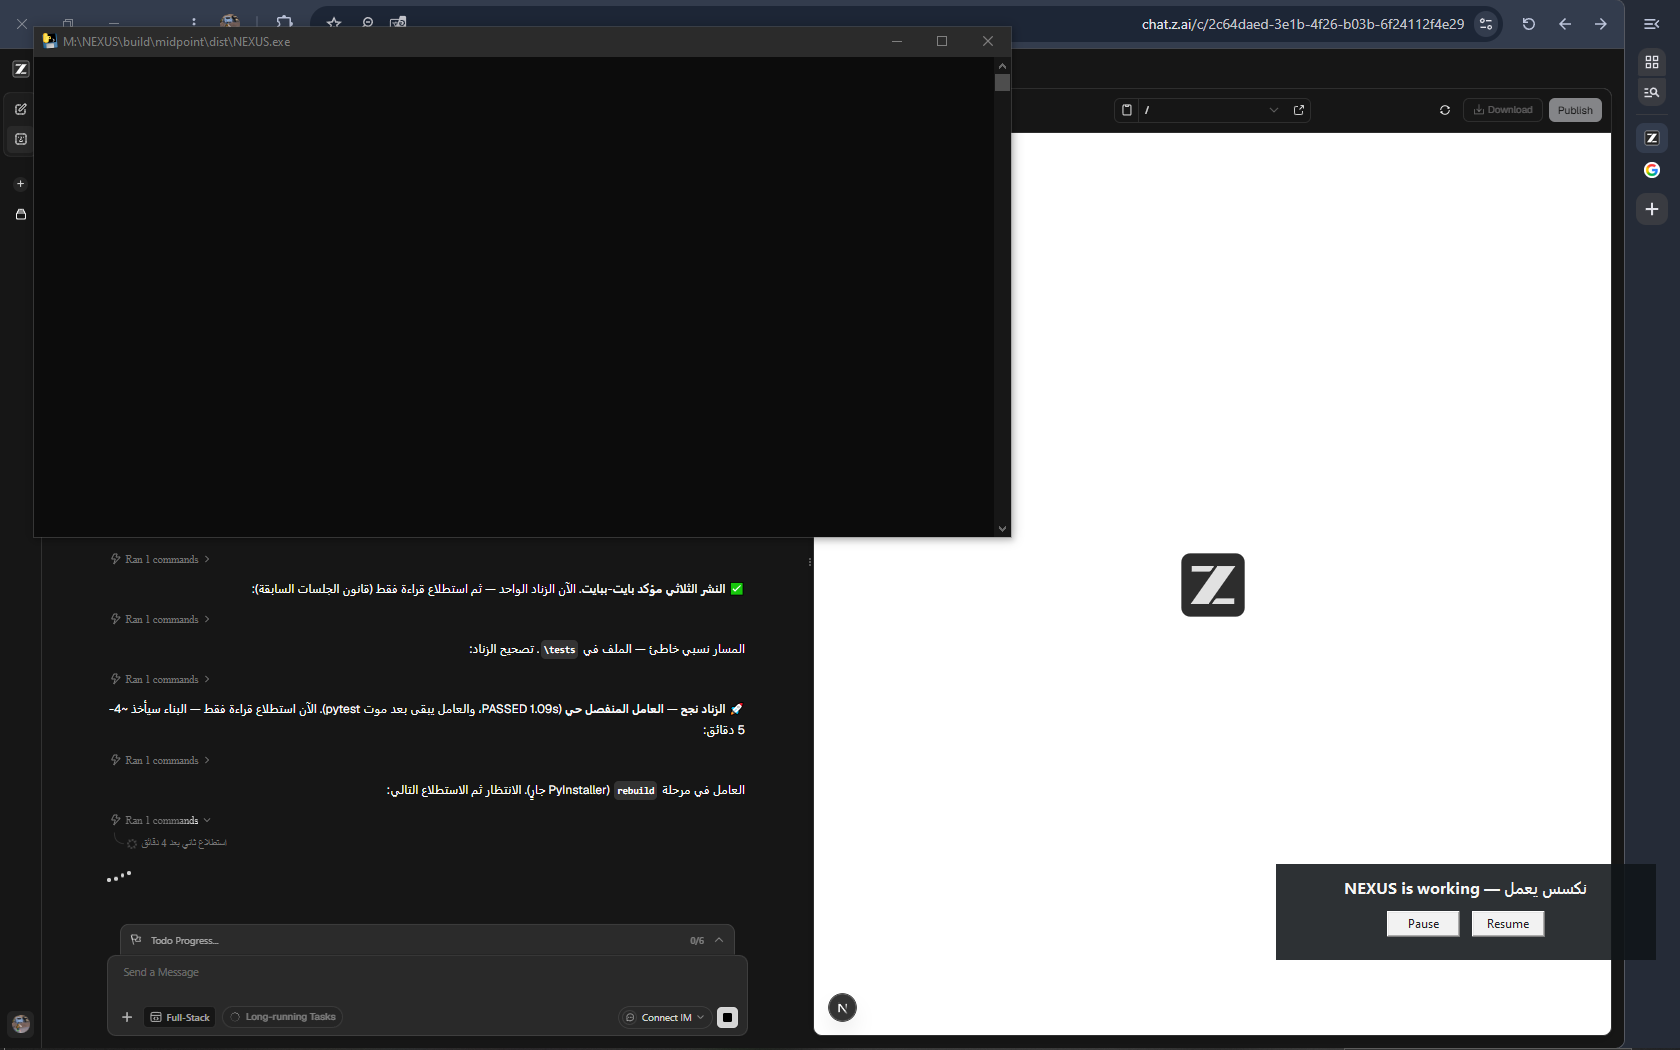 chat.z.ai/c/2c64daed-3e1b-4f26-b03b-6f24112f4e29
M:\NEXUS\build\midpoint\dist\NEXUS.exe
/
Download
Publish
Ran 1 commands
✅ النشر الثلاثي مؤكد بايت-ببايت. الآن الزناد الواحد — ثم استطلاع قراءة فقط (قانون الجلسات السابقة):
Ran 1 commands
المسار نسبي خاطئ — الملف في \tests. تصحيح الزناد:
Ran 1 commands
🚀 الزناد نجح — العامل المنفصل حي (PASSED 1.09s، والعامل يبقى بعد موت pytest). الآن استطلاع قراءة فقط — البناء سيأخذ ~4-
5 دقائق:
Ran 1 commands
العامل في مرحلة rebuild (PyInstaller جارٍ). الانتظار ثم الاستطلاع التالي:
Ran 1 commands
استطلاع ثاني بعد 4 دقائق
Todo Progress...
0/6
Send a Message
Full-Stack
Long-running Tasks
Connect IM
NEXUS is working — نكسس يعمل
Pause
Resume
N